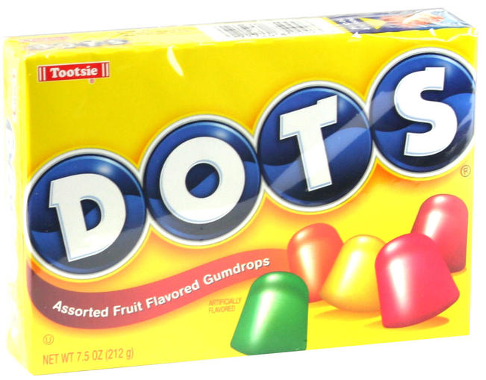 Tootsie
®
DOTS
®
Assorted Fruit Flavored Gumdrops
ARTIFICIALLY
FLAVORED
U
NET WT 7.5 OZ (212 g)